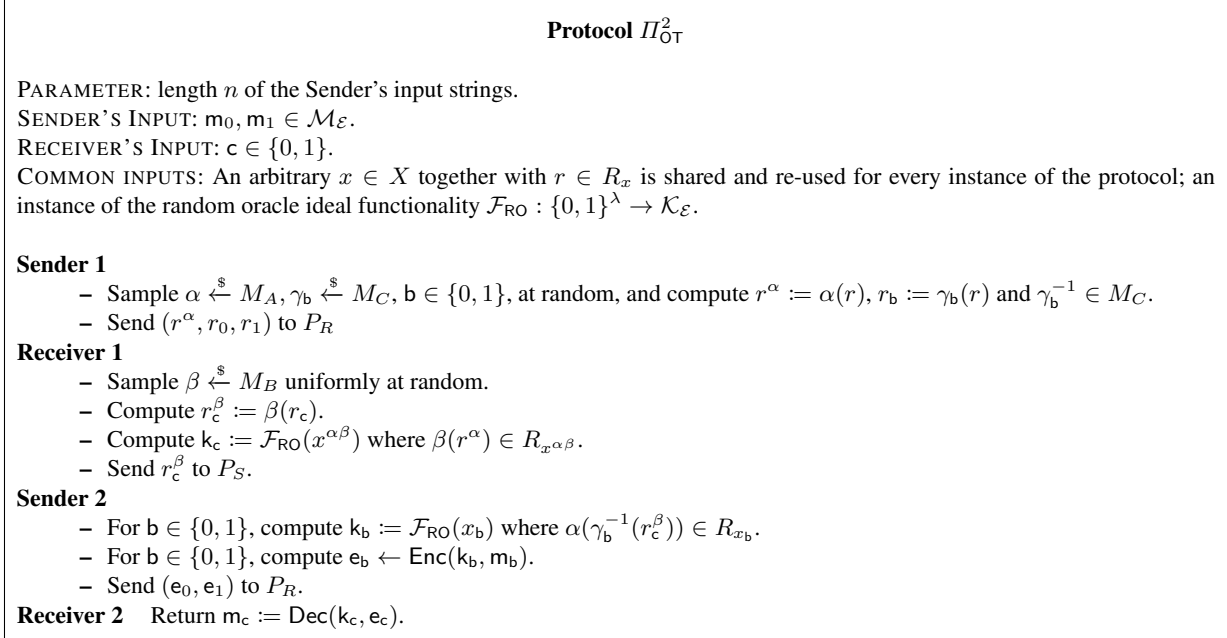 Protocol Π²_OT
PARAMETER: length n of the Sender's input strings.
SENDER'S INPUT: m₀, m₁ ∈ ℳ_ℰ.
RECEIVER'S INPUT: c ∈ {0, 1}.
COMMON INPUTS: An arbitrary x ∈ X together with r ∈ R_x is shared and re-used for every instance of the protocol; an
instance of the random oracle ideal functionality ℱ_RO : {0, 1}^λ → 𝒦_ℰ.
Sender 1
– Sample α ←$ M_A, γ_b ←$ M_C, b ∈ {0, 1}, at random, and compute r^α := α(r), r_b := γ_b(r) and γ_b^{-1} ∈ M_C.
– Send (r^α, r₀, r₁) to P_R
Receiver 1
– Sample β ←$ M_B uniformly at random.
– Compute r_c^β := β(r_c).
– Compute k_c := ℱ_RO(x^{αβ}) where β(r^α) ∈ R_{x^{αβ}}.
– Send r_c^β to P_S.
Sender 2
– For b ∈ {0, 1}, compute k_b := ℱ_RO(x_b) where α(γ_b^{-1}(r_c^β)) ∈ R_{x_b}.
– For b ∈ {0, 1}, compute e_b ← Enc(k_b, m_b).
– Send (e₀, e₁) to P_R.
Receiver 2 Return m_c := Dec(k_c, e_c).